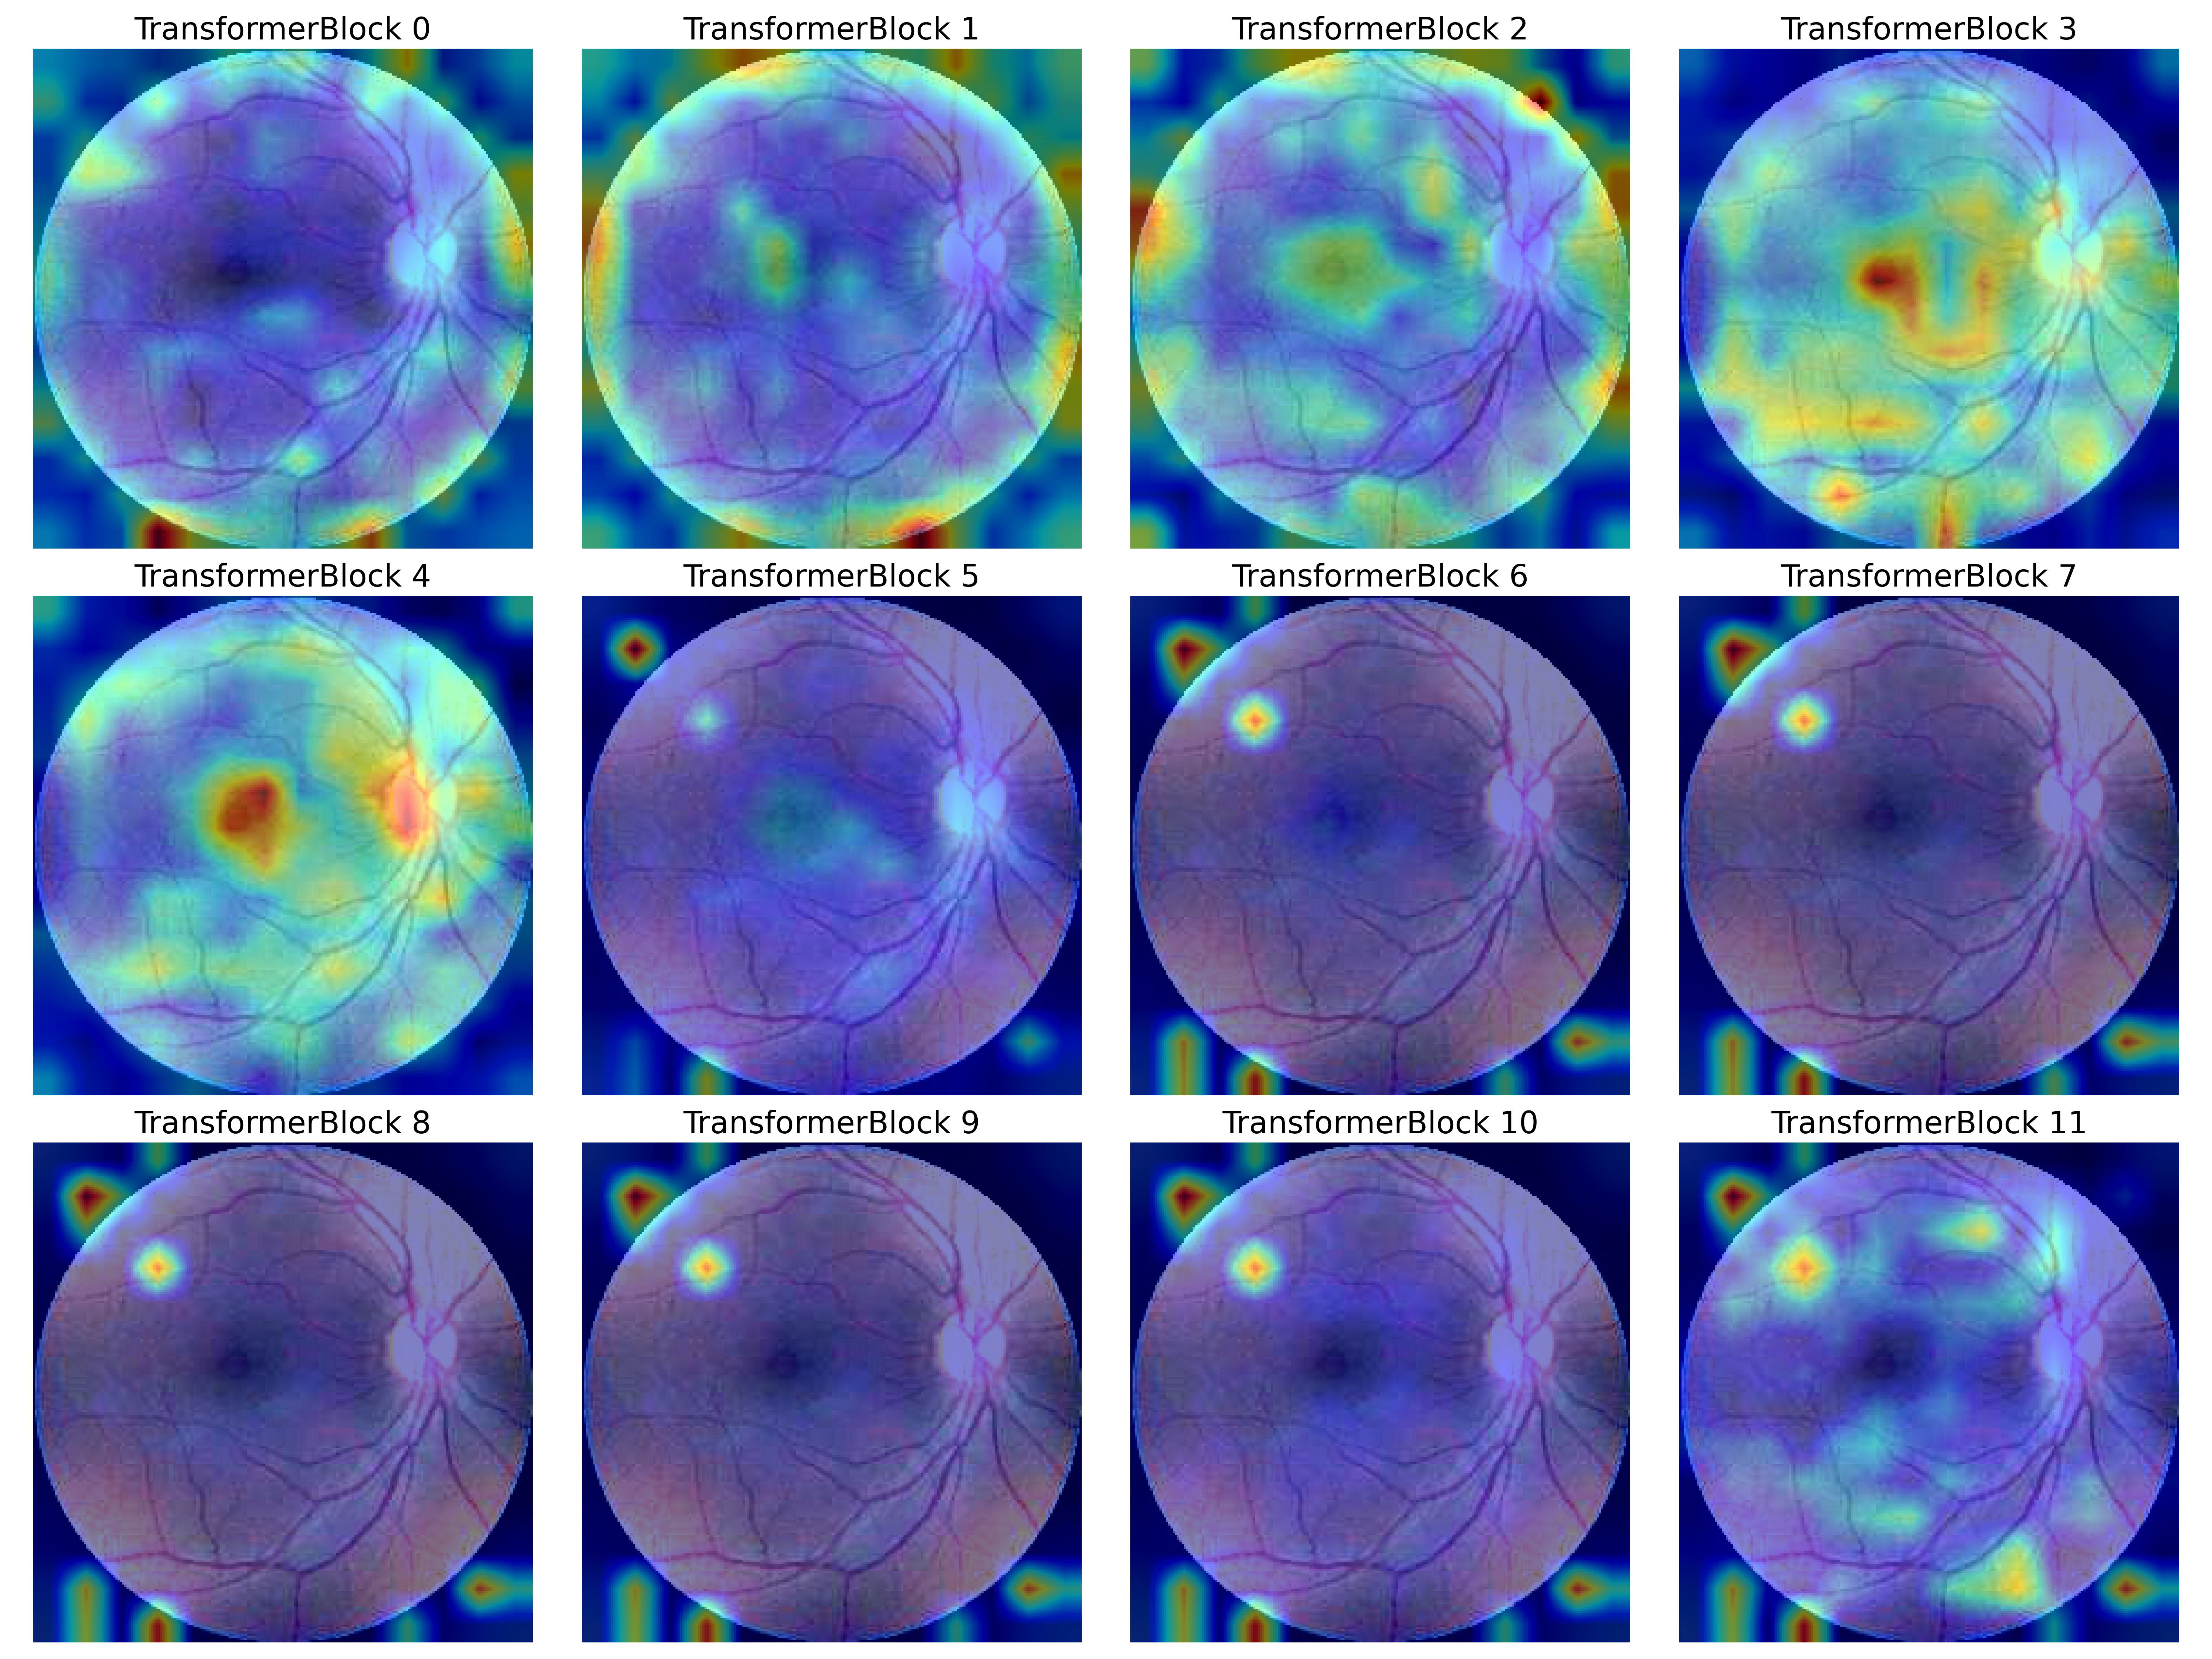 TransformerBlock 0
TransformerBlock 1
TransformerBlock 2
TransformerBlock 3
TransformerBlock 4
TransformerBlock 5
TransformerBlock 6
TransformerBlock 7
TransformerBlock 8
TransformerBlock 9
TransformerBlock 10
TransformerBlock 11